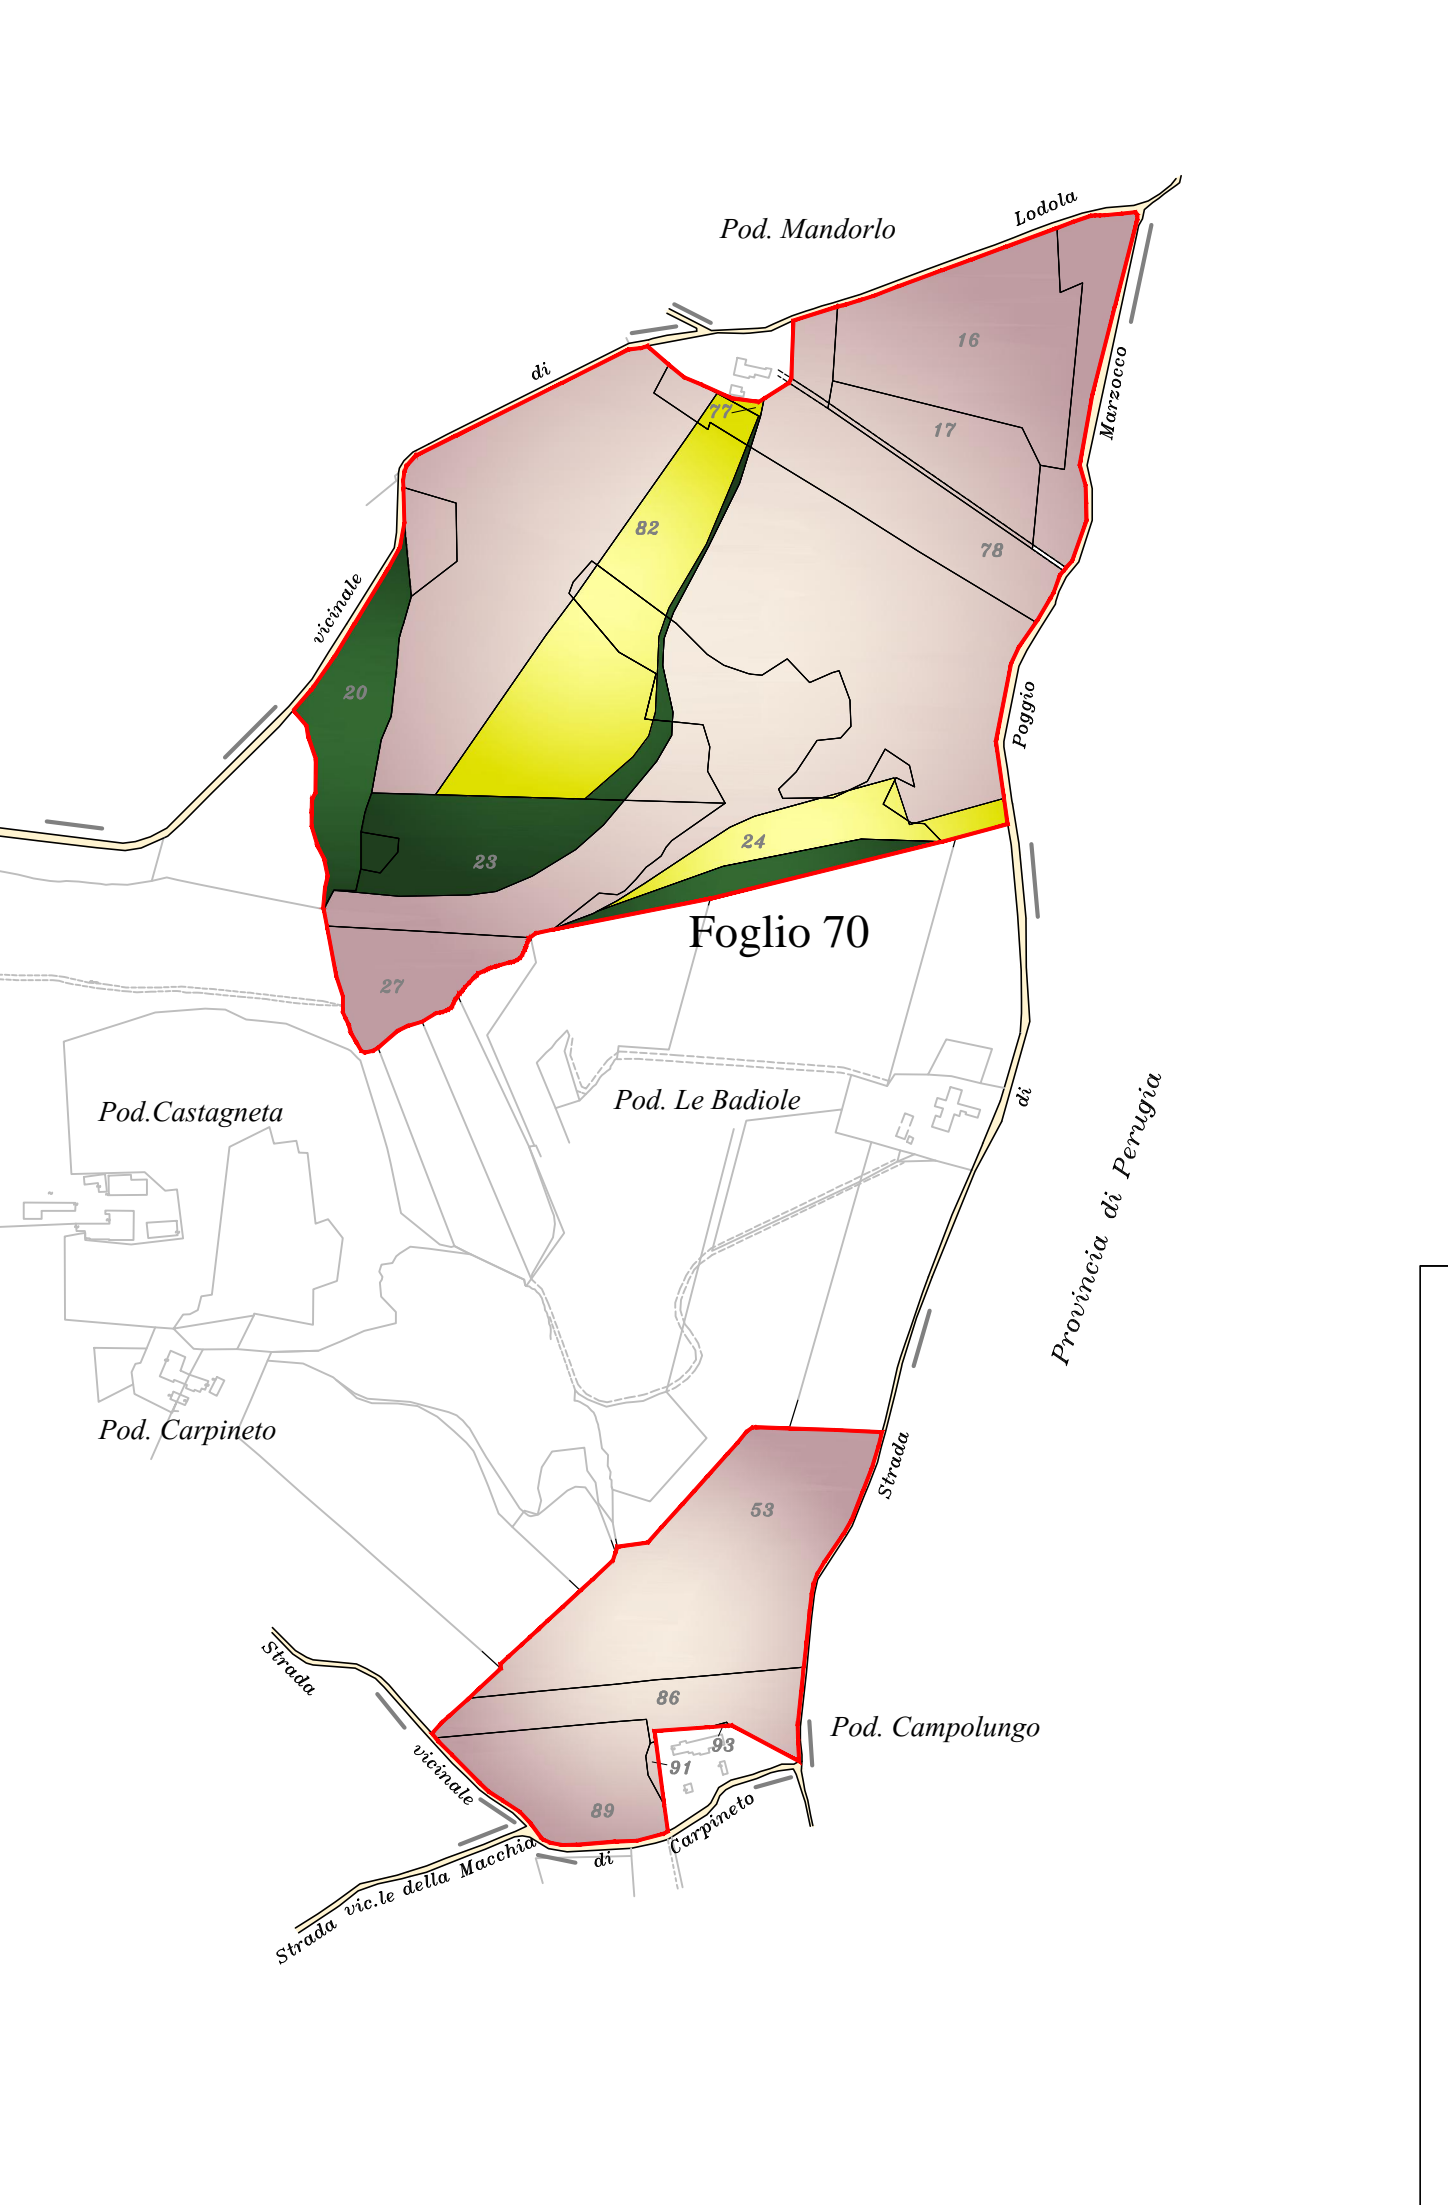 Lodola
Pod. Mandorlo
16
di
Marzocco
77
17
82
78
vicinale
20
Poggio
24
23
Foglio 70
27
Pod. Le Badiole
di
Pod.Castagneta
Provincia di Perugia
Pod. Carpineto
Strada
53
Strada
86
Pod. Campolungo
93
vicinale
91
89
Carpineto
di
Strada vic.le della Macchia